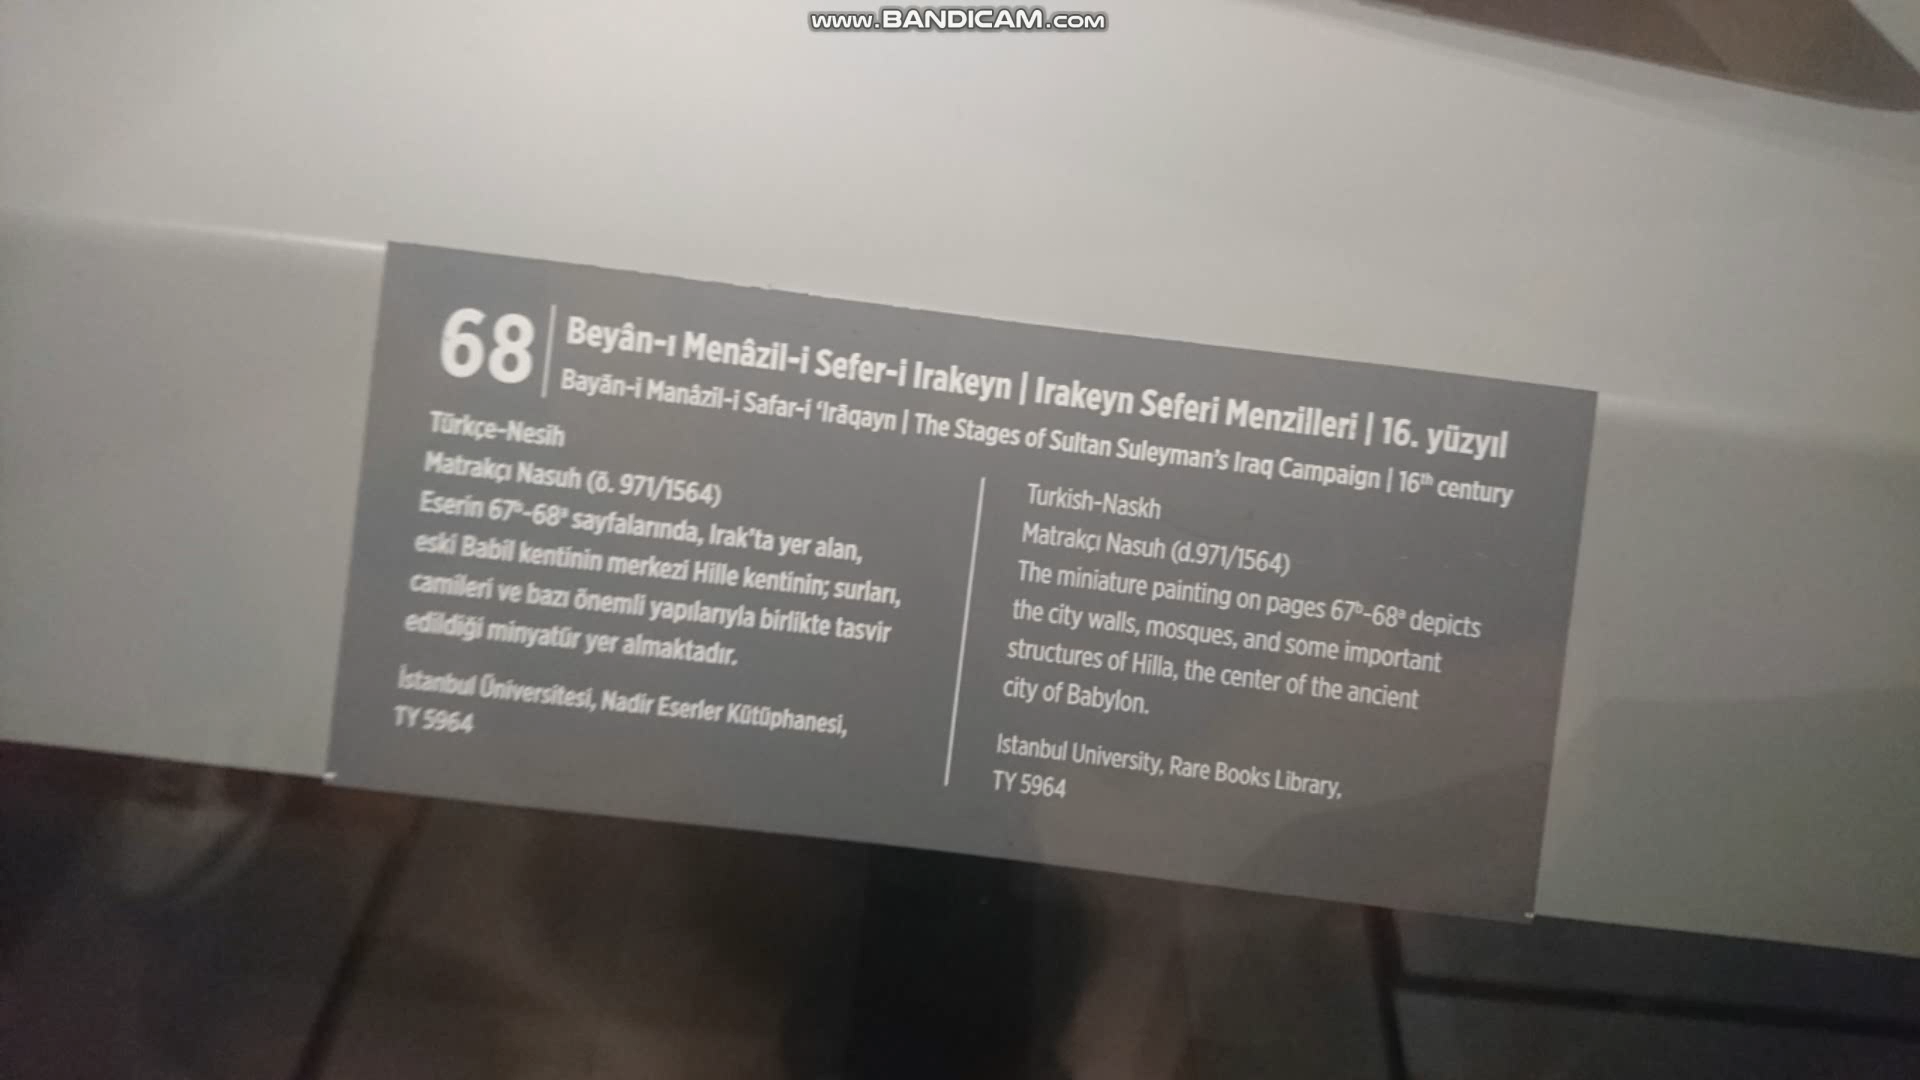 www.BANDICAM.com
68
Beyân-ı Menâzil-i Sefer-i Irakeyn | Irakeyn Seferi Menzilleri | 16. yüzyıl
Bayān-i Manâzil-i Safar-i ‘Irāqayn | The Stages of Sultan Suleyman’s Iraq Campaign | 16th century
Türkçe-Nesih
Matrakçı Nasuh (ö. 971/1564)
Eserin 67ᵇ-68ᵃ sayfalarında, Irak’ta yer alan,
eski Babil kentinin merkezi Hille kentinin; surları,
camileri ve bazı önemli yapılarıyla birlikte tasvir
edildiği minyatür yer almaktadır.
İstanbul Üniversitesi, Nadir Eserler Kütüphanesi,
TY 5964
Turkish-Naskh
Matrakçı Nasuh (d.971/1564)
The miniature painting on pages 67ᵇ-68ᵃ depicts
the city walls, mosques, and some important
structures of Hilla, the center of the ancient
city of Babylon.
Istanbul University, Rare Books Library,
TY 5964